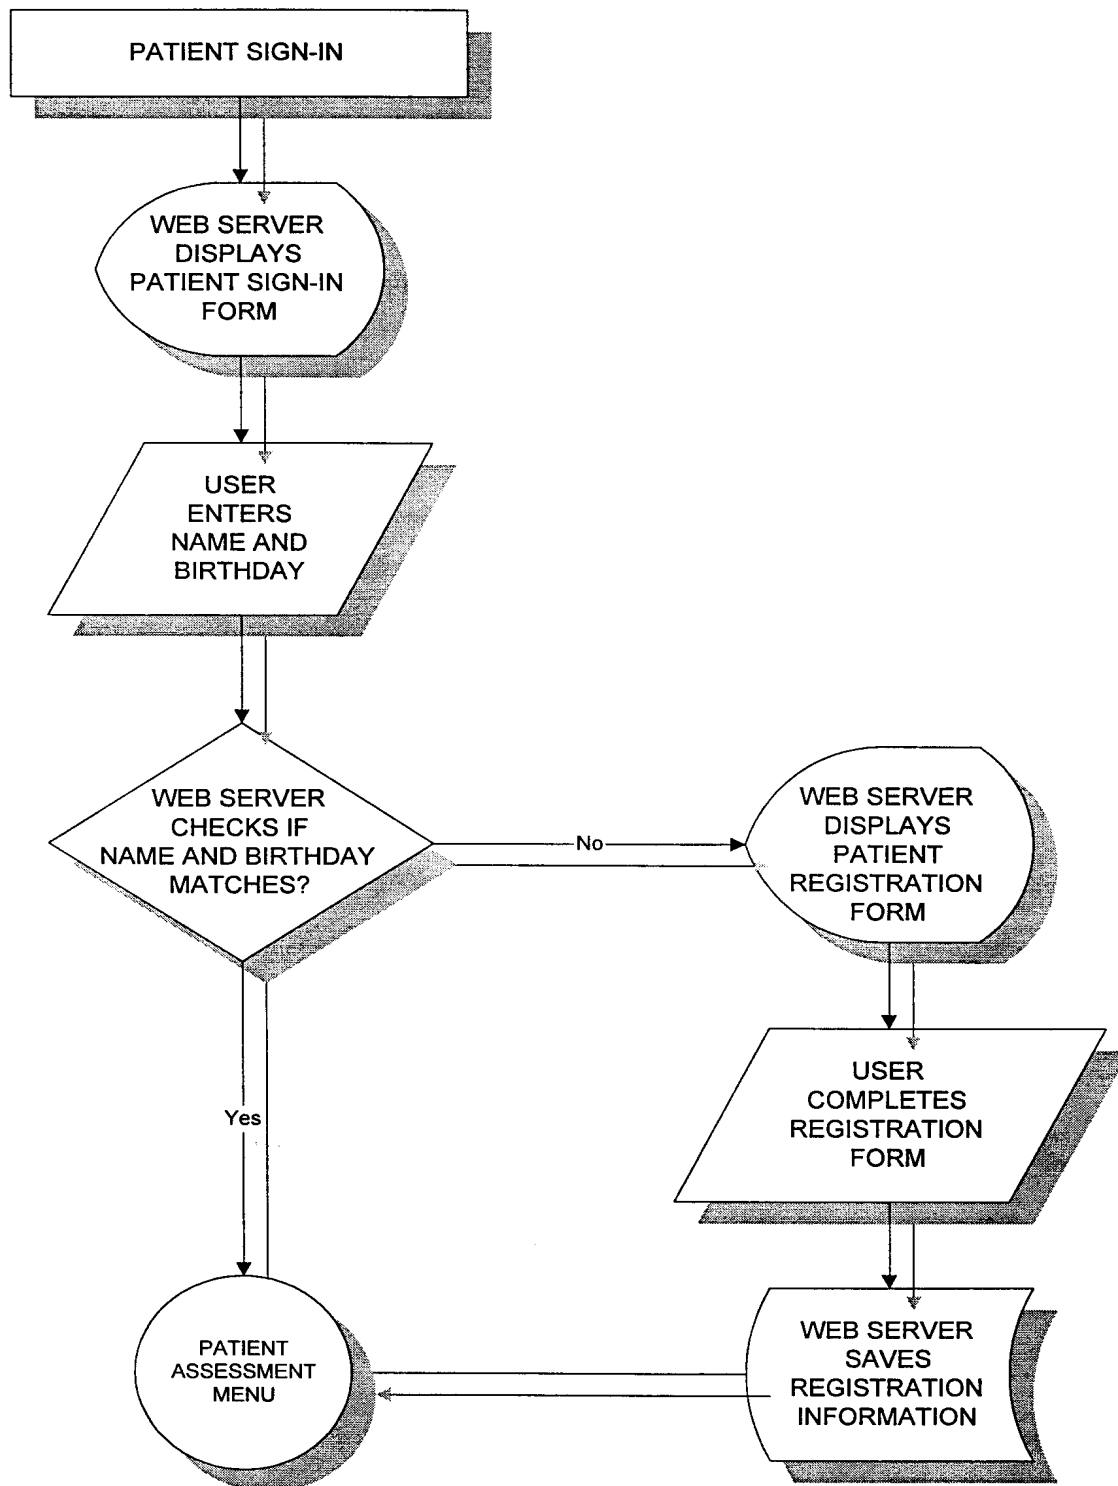 PATIENT SIGN-IN
WEB SERVER
DISPLAYS
PATIENT SIGN-IN
FORM
USER
ENTERS
NAME AND
BIRTHDAY
WEB SERVER
CHECKS IF
NAME AND BIRTHDAY
MATCHES?
No
WEB SERVER
DISPLAYS
PATIENT
REGISTRATION
FORM
USER
COMPLETES
REGISTRATION
FORM
Yes
PATIENT
ASSESSMENT
MENU
WEB SERVER
SAVES
REGISTRATION
INFORMATION